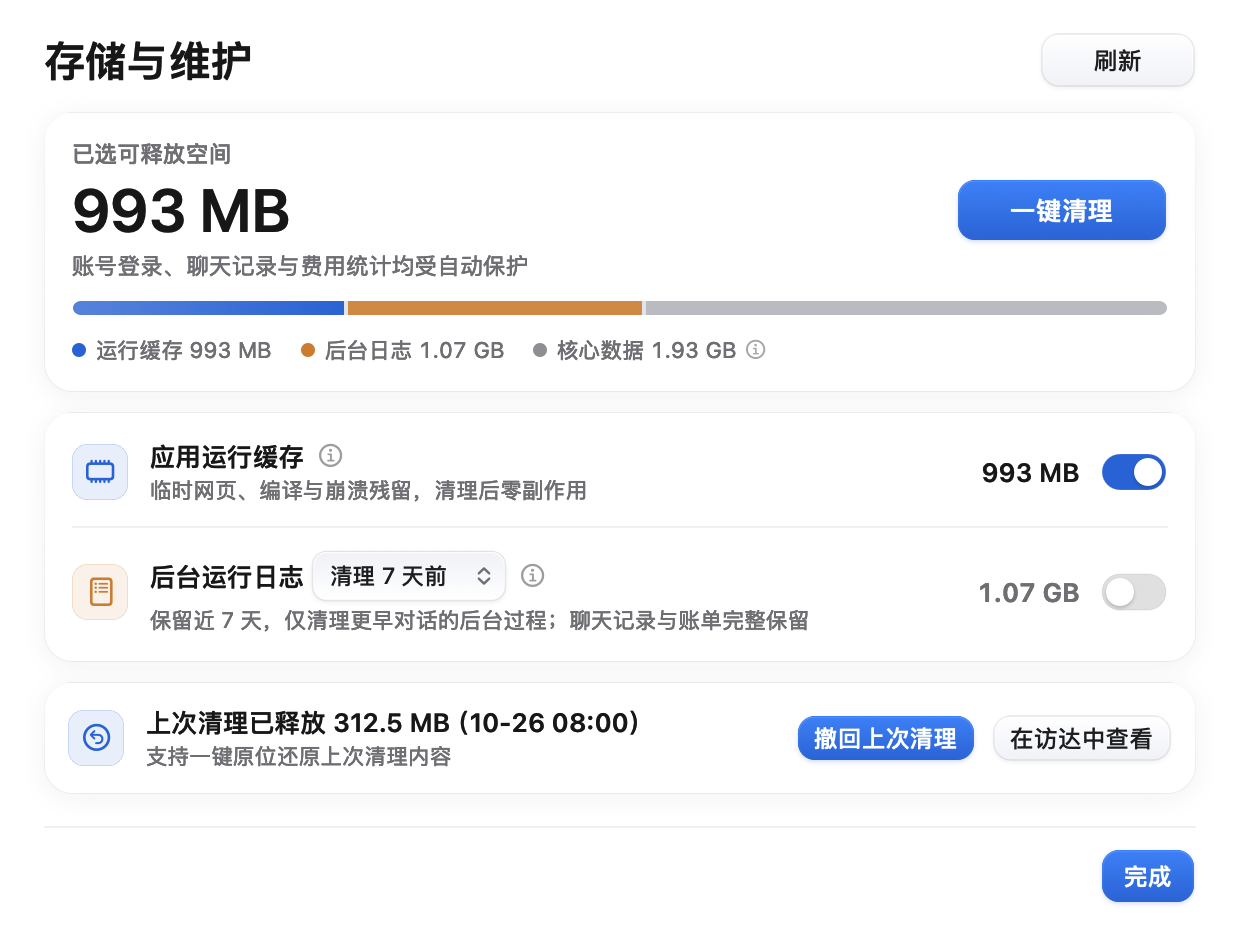 存储与维护
刷新
已选可释放空间
993 MB
一键清理
账号登录、聊天记录与费用统计均受自动保护
运行缓存 993 MB 后台日志 1.07 GB 核心数据 1.93 GB
应用运行缓存
临时网页、编译与崩溃残留，清理后零副作用
993 MB
后台运行日志 清理 7 天前
保留近 7 天，仅清理更早对话的后台过程；聊天记录与账单完整保留
1.07 GB
上次清理已释放 312.5 MB (10-26 08:00)
支持一键原位还原上次清理内容
撤回上次清理
在访达中查看
完成